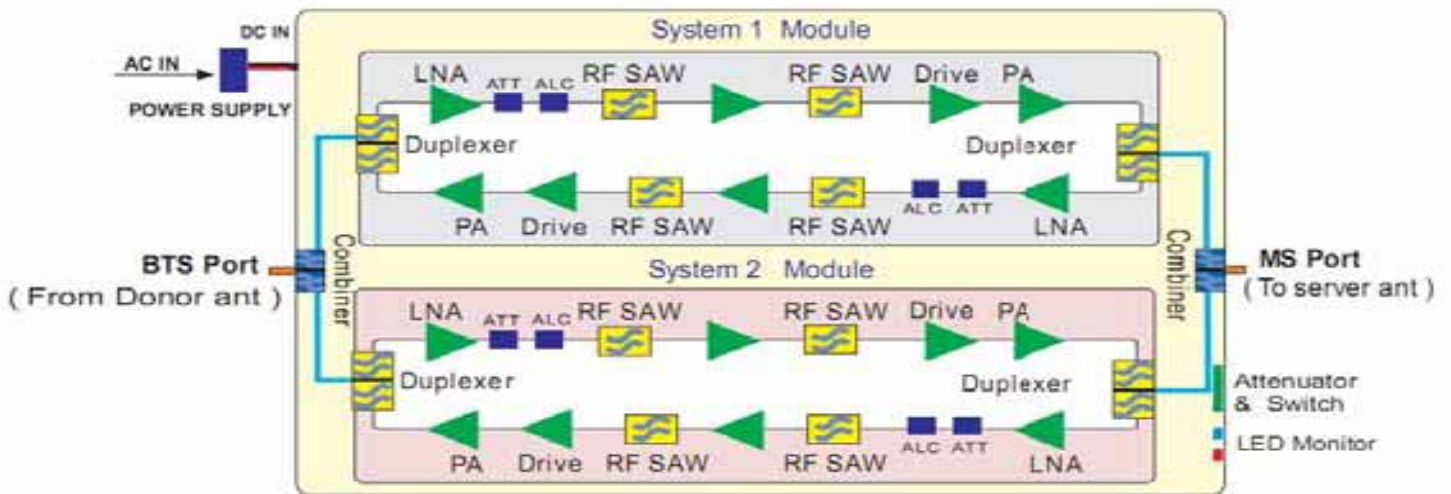 System 1 Module
DC IN
AC IN
POWER SUPPLY
LNA ATT ALC RF SAW RF SAW Drive PA
Duplexer Duplexer
PA Drive RF SAW RF SAW ALC ATT LNA
Combiner
Combiner
BTS Port
( From Donor ant )
MS Port
( To server ant )
System 2 Module
LNA ATT ALC RF SAW RF SAW Drive PA
Duplexer Duplexer
PA Drive RF SAW RF SAW ALC ATT LNA
Attenuator
& Switch
LED Monitor